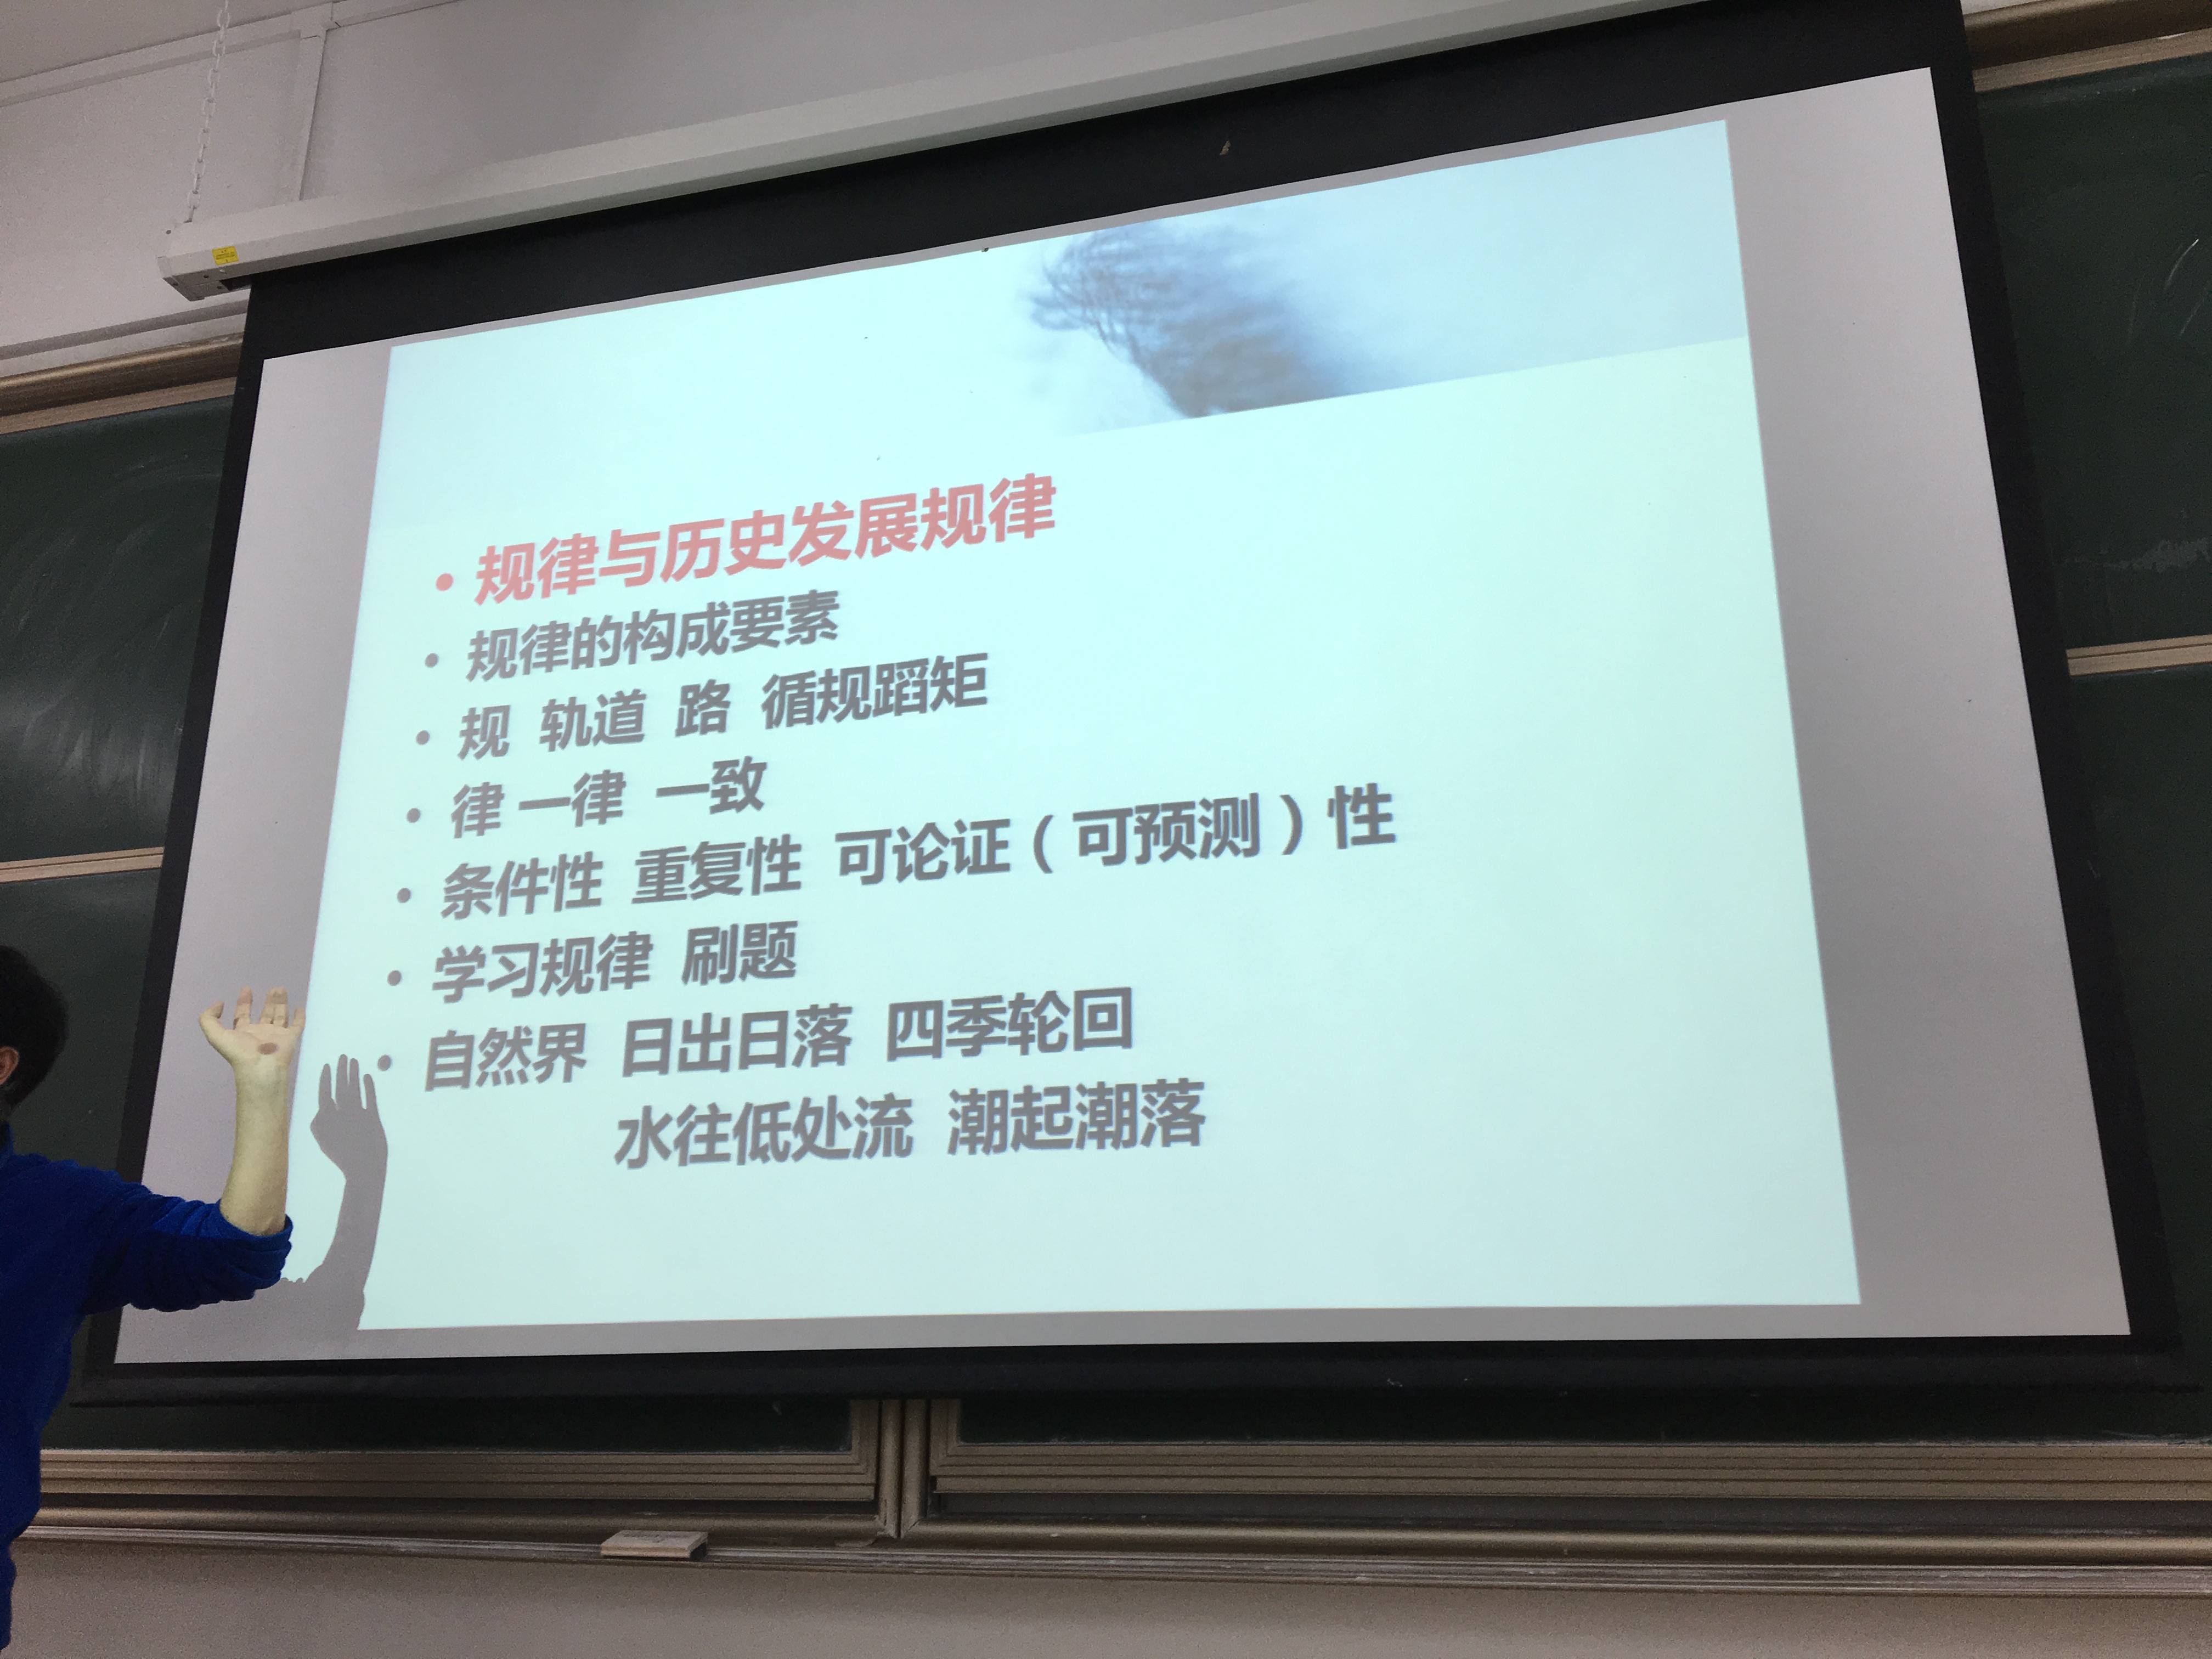 • 规律与历史发展规律
• 规律的构成要素
• 规 轨道 路 循规蹈矩
• 律 一律 一致
• 条件性 重复性 可论证（可预测）性
• 学习规律 刷题
• 自然界 日出日落 四季轮回
水往低处流 潮起潮落